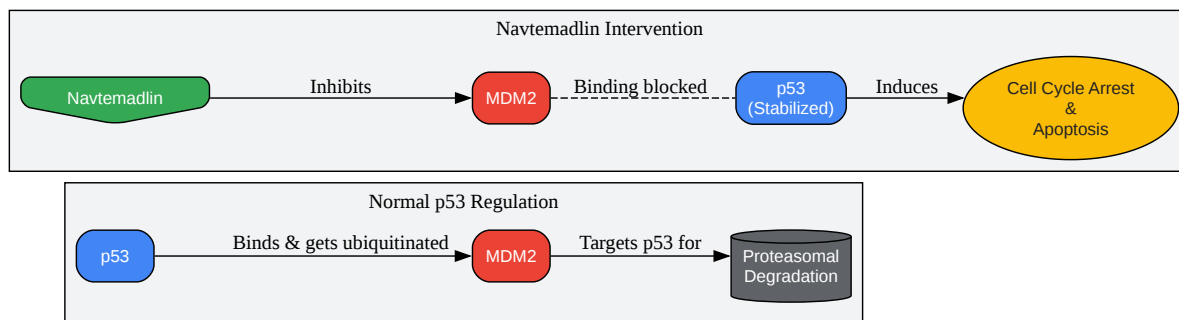 Navtemadlin Intervention
Navtemadlin
Inhibits
MDM2
Binding blocked
p53
(Stabilized)
Induces
Cell Cycle Arrest
&
Apoptosis
Normal p53 Regulation
p53
Binds & gets ubiquitinated
MDM2
Targets p53 for
Proteasomal
Degradation